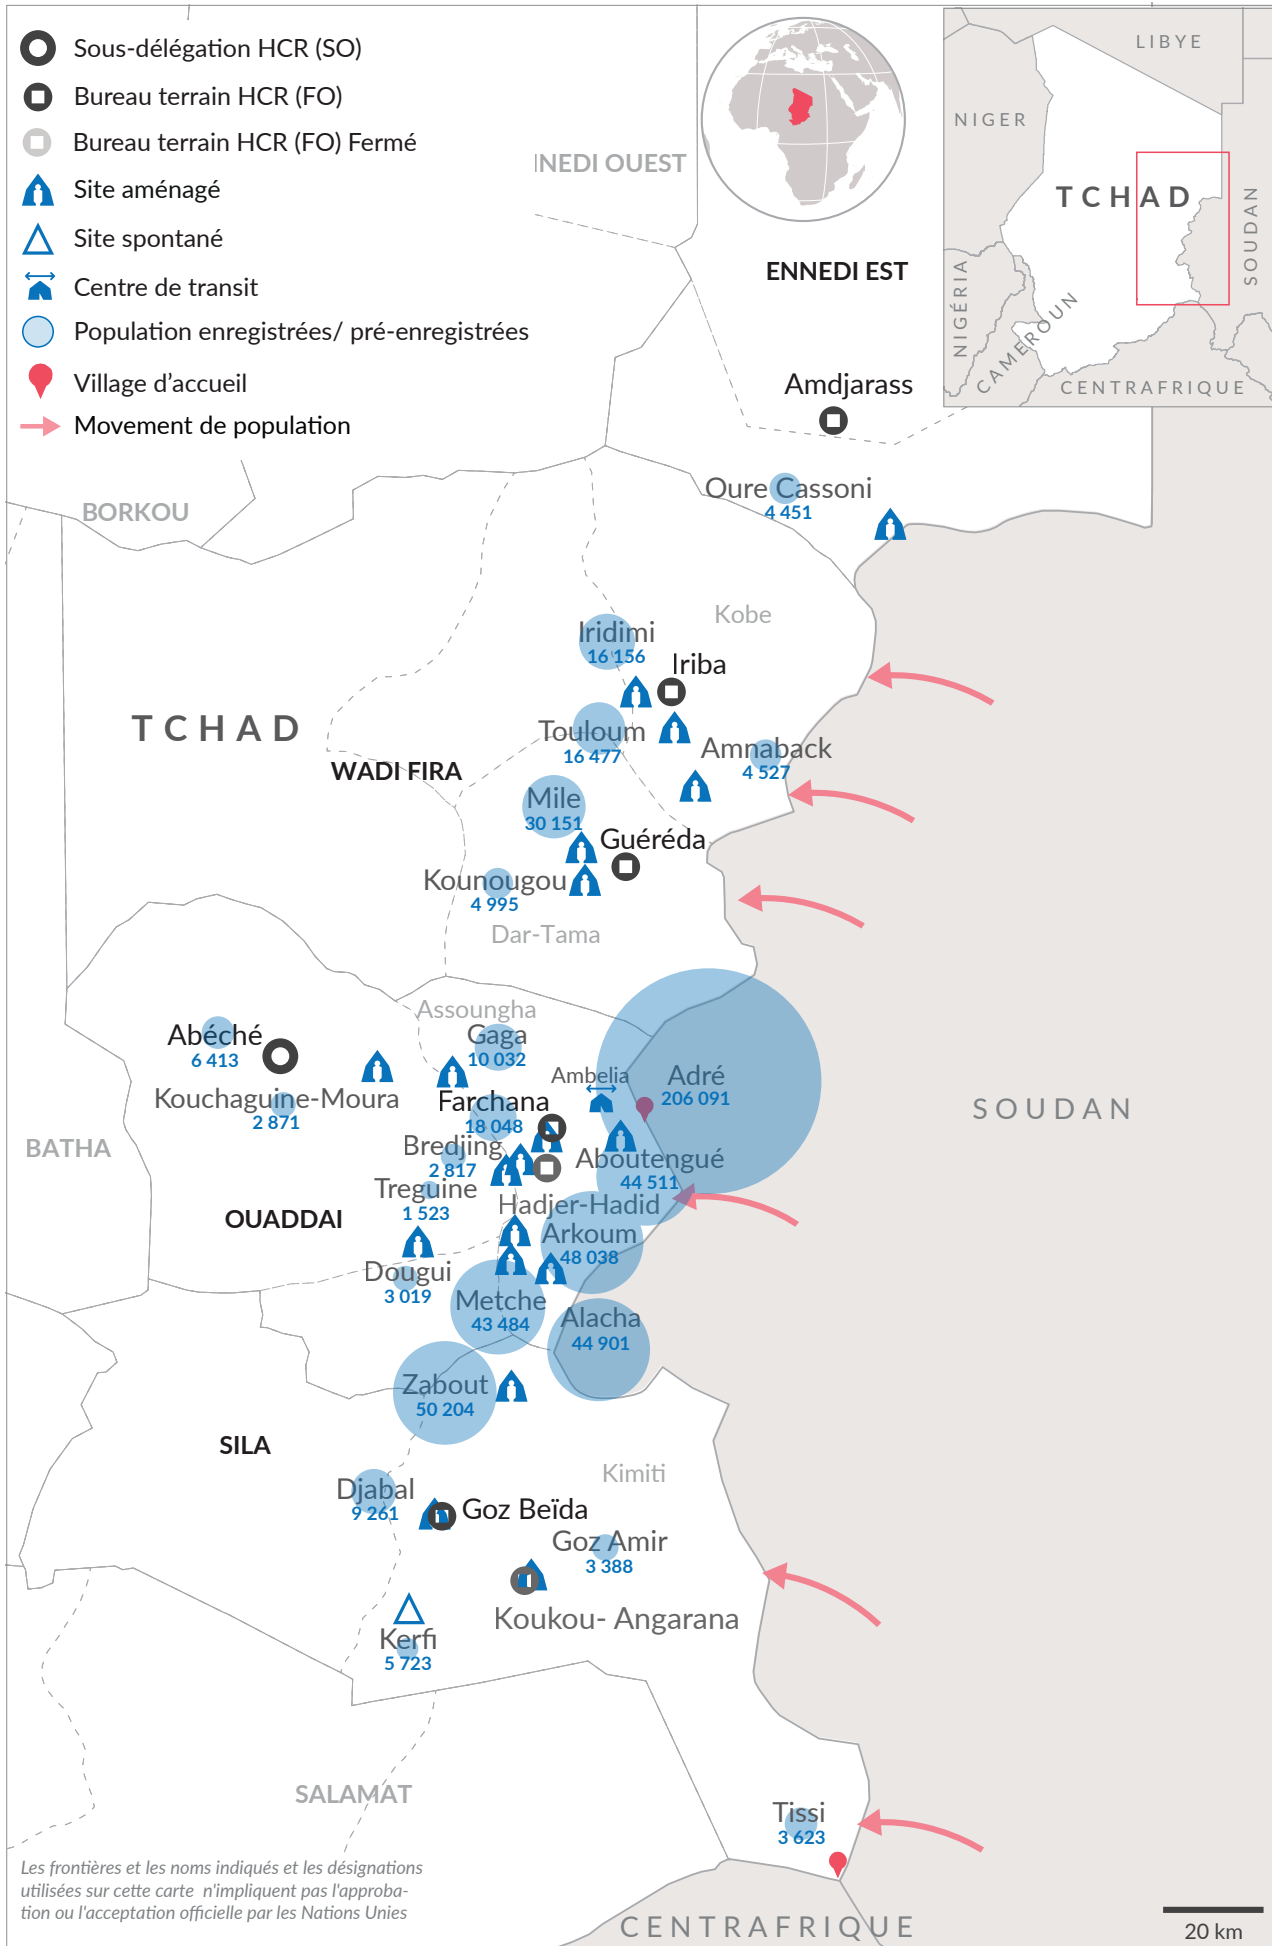 Sous-délégation HCR (SO)
Bureau terrain HCR (FO)
Bureau terrain HCR (FO) Fermé
Site aménagé
Site spontané
Centre de transit
Population enregistrées/ pré-enregistrées
Village d'accueil
Movement de population
NNEDI OUEST
LIBYE
NIGER
TCHAD
SOUDAN
NIGÉRIA
CAMEROUN
CENTRAFRIQUE
ENNEDI EST
Amdjarass
Oure Cassoni
4 451
BORKOU
Kobe
Iridimi
16 156
Iriba
TCHAD
Touloum
16 477
Amnaback
4 527
WADI FIRA
Mile
30 151
Guéréda
Kounougou
4 995
Dar-Tama
Assoungha
Gaga
10 032
Abéché
6 413
Ambelia
Adré
206 091
Kouchaguine-Moura
2 871
Farchana
18 048
SOUDAN
BATHA
Bredjing
2 817
Aboutengué
44 511
Treguine
1 523
Hadjer-Hadid
OUADDAI
Arkoum
48 038
Dougui
3 019
Metche
43 484
Alacha
44 901
Zabout
50 204
SILA
Kimiti
Djabal
9 261
Goz Beïda
Goz Amir
3 388
Koukou- Angarana
Kerfi
5 723
SALAMAT
Tissi
3 623
Les frontières et les noms indiqués et les désignations
utilisées sur cette carte n'impliquent pas l'approba-
tion ou l'acceptation officielle par les Nations Unies
CENTRAFRIQUE
20 km